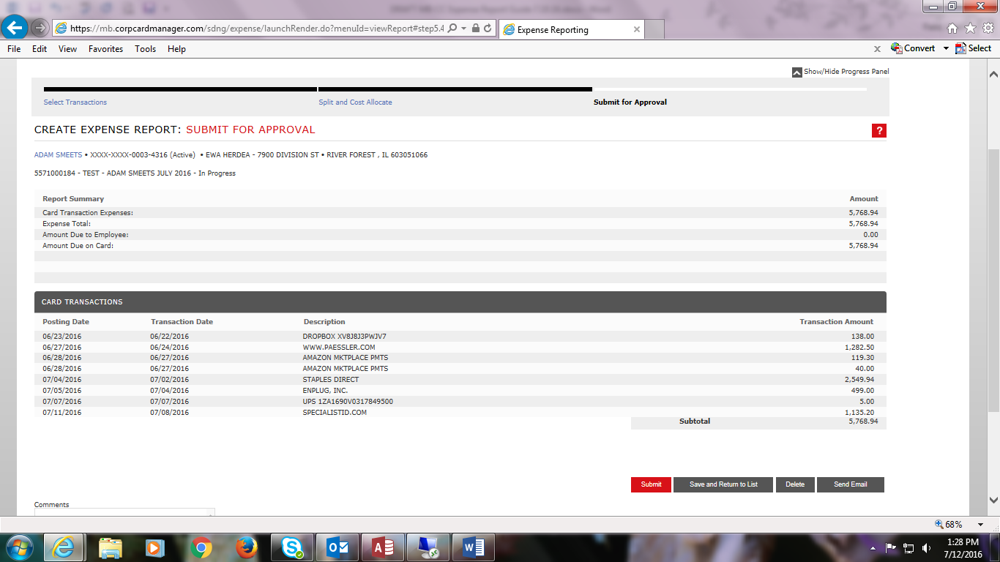 https://mb.corpcardmanager.com/sdng/expense/launchRender.do?menuId=viewReport#step5.4
Expense Reporting
File Edit View Favorites Tools Help
x Convert Select
Show/Hide Progress Panel
Select Transactions Split and Cost Allocate Submit for Approval
CREATE EXPENSE REPORT: SUBMIT FOR APPROVAL ?
ADAM SMEETS • XXXX-XXXX-0003-4316 (Active) • EWA HERDEA - 7900 DIVISION ST • RIVER FOREST , IL 603051066
5571000184 - TEST - ADAM SMEETS JULY 2016 - In Progress
Report Summary Amount
Card Transaction Expenses: 5,768.94
Expense Total: 5,768.94
Amount Due to Employee: 0.00
Amount Due on Card: 5,768.94
CARD TRANSACTIONS
Posting Date Transaction Date Description Transaction Amount
06/23/2016 06/22/2016 DROPBOX XV8J8J3PWJV7 138.00
06/27/2016 06/24/2016 WWW.PAESSLER.COM 1,282.50
06/28/2016 06/27/2016 AMAZON MKTPLACE PMTS 119.30
06/28/2016 06/27/2016 AMAZON MKTPLACE PMTS 40.00
07/04/2016 07/02/2016 STAPLES DIRECT 2,549.94
07/05/2016 07/04/2016 ENPLUG, INC. 499.00
07/07/2016 07/07/2016 UPS 1ZA1690V0317849500 5.00
07/11/2016 07/08/2016 SPECIALISTID.COM 1,135.20
Subtotal 5,768.94
Submit Save and Return to List Delete Send Email
Comments
68%
1:28 PM
7/12/2016